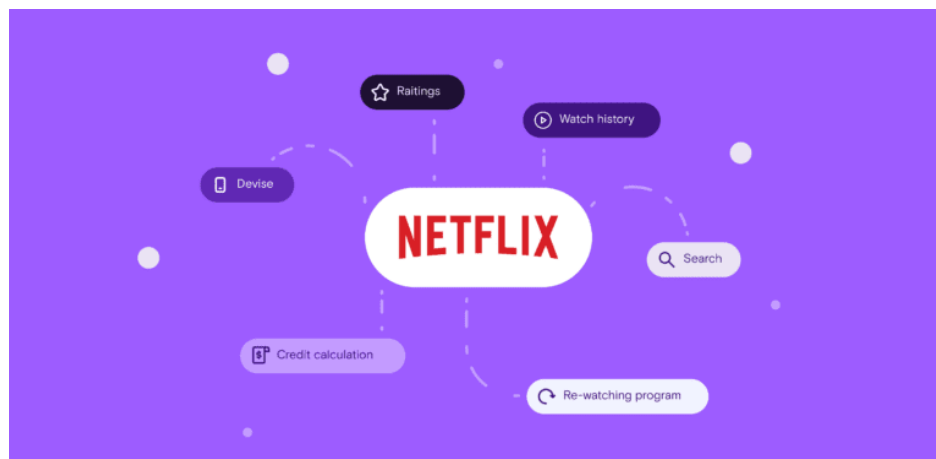 Raitings
Watch history
Devise
NETFLIX
Search
Credit calculation
Re-watching program